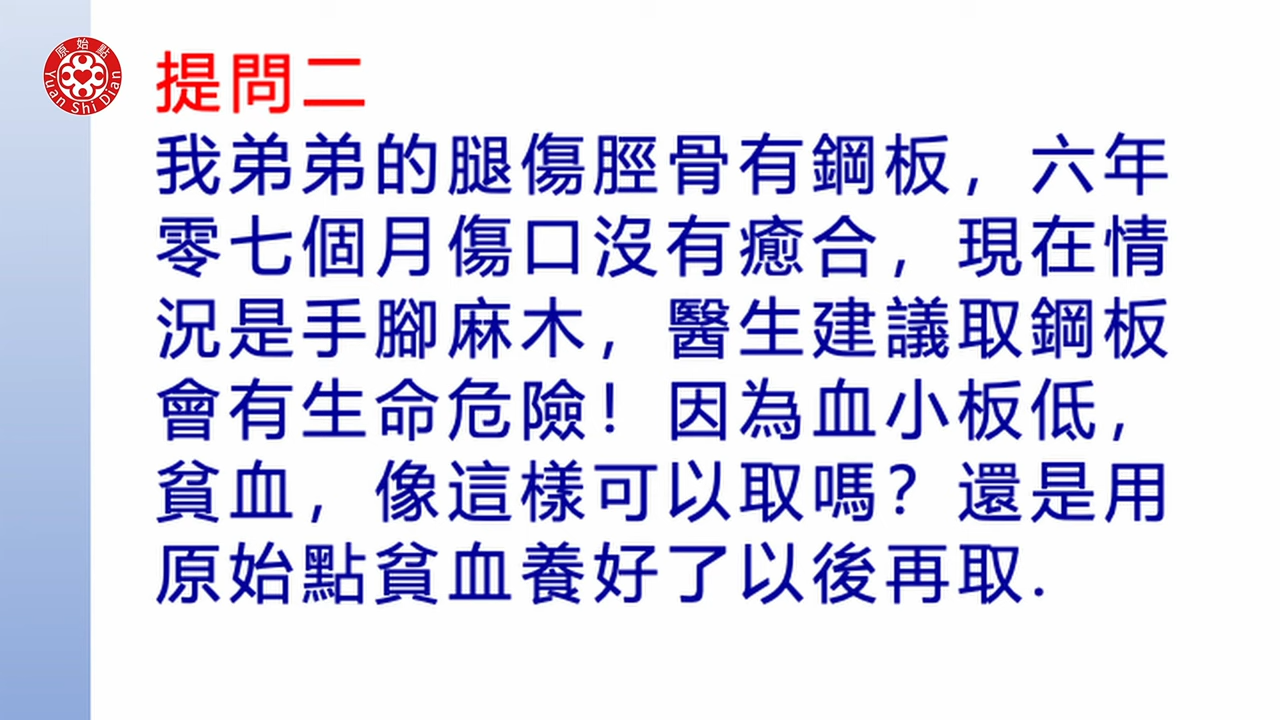 原始點
Yuan Shi Dian
提問二
我弟弟的腿傷脛骨有鋼板，六年
零七個月傷口沒有癒合，現在情
況是手腳麻木，醫生建議取鋼板
會有生命危險！因為血小板低，
貧血，像這樣可以取嗎？還是用
原始點貧血養好了以後再取.